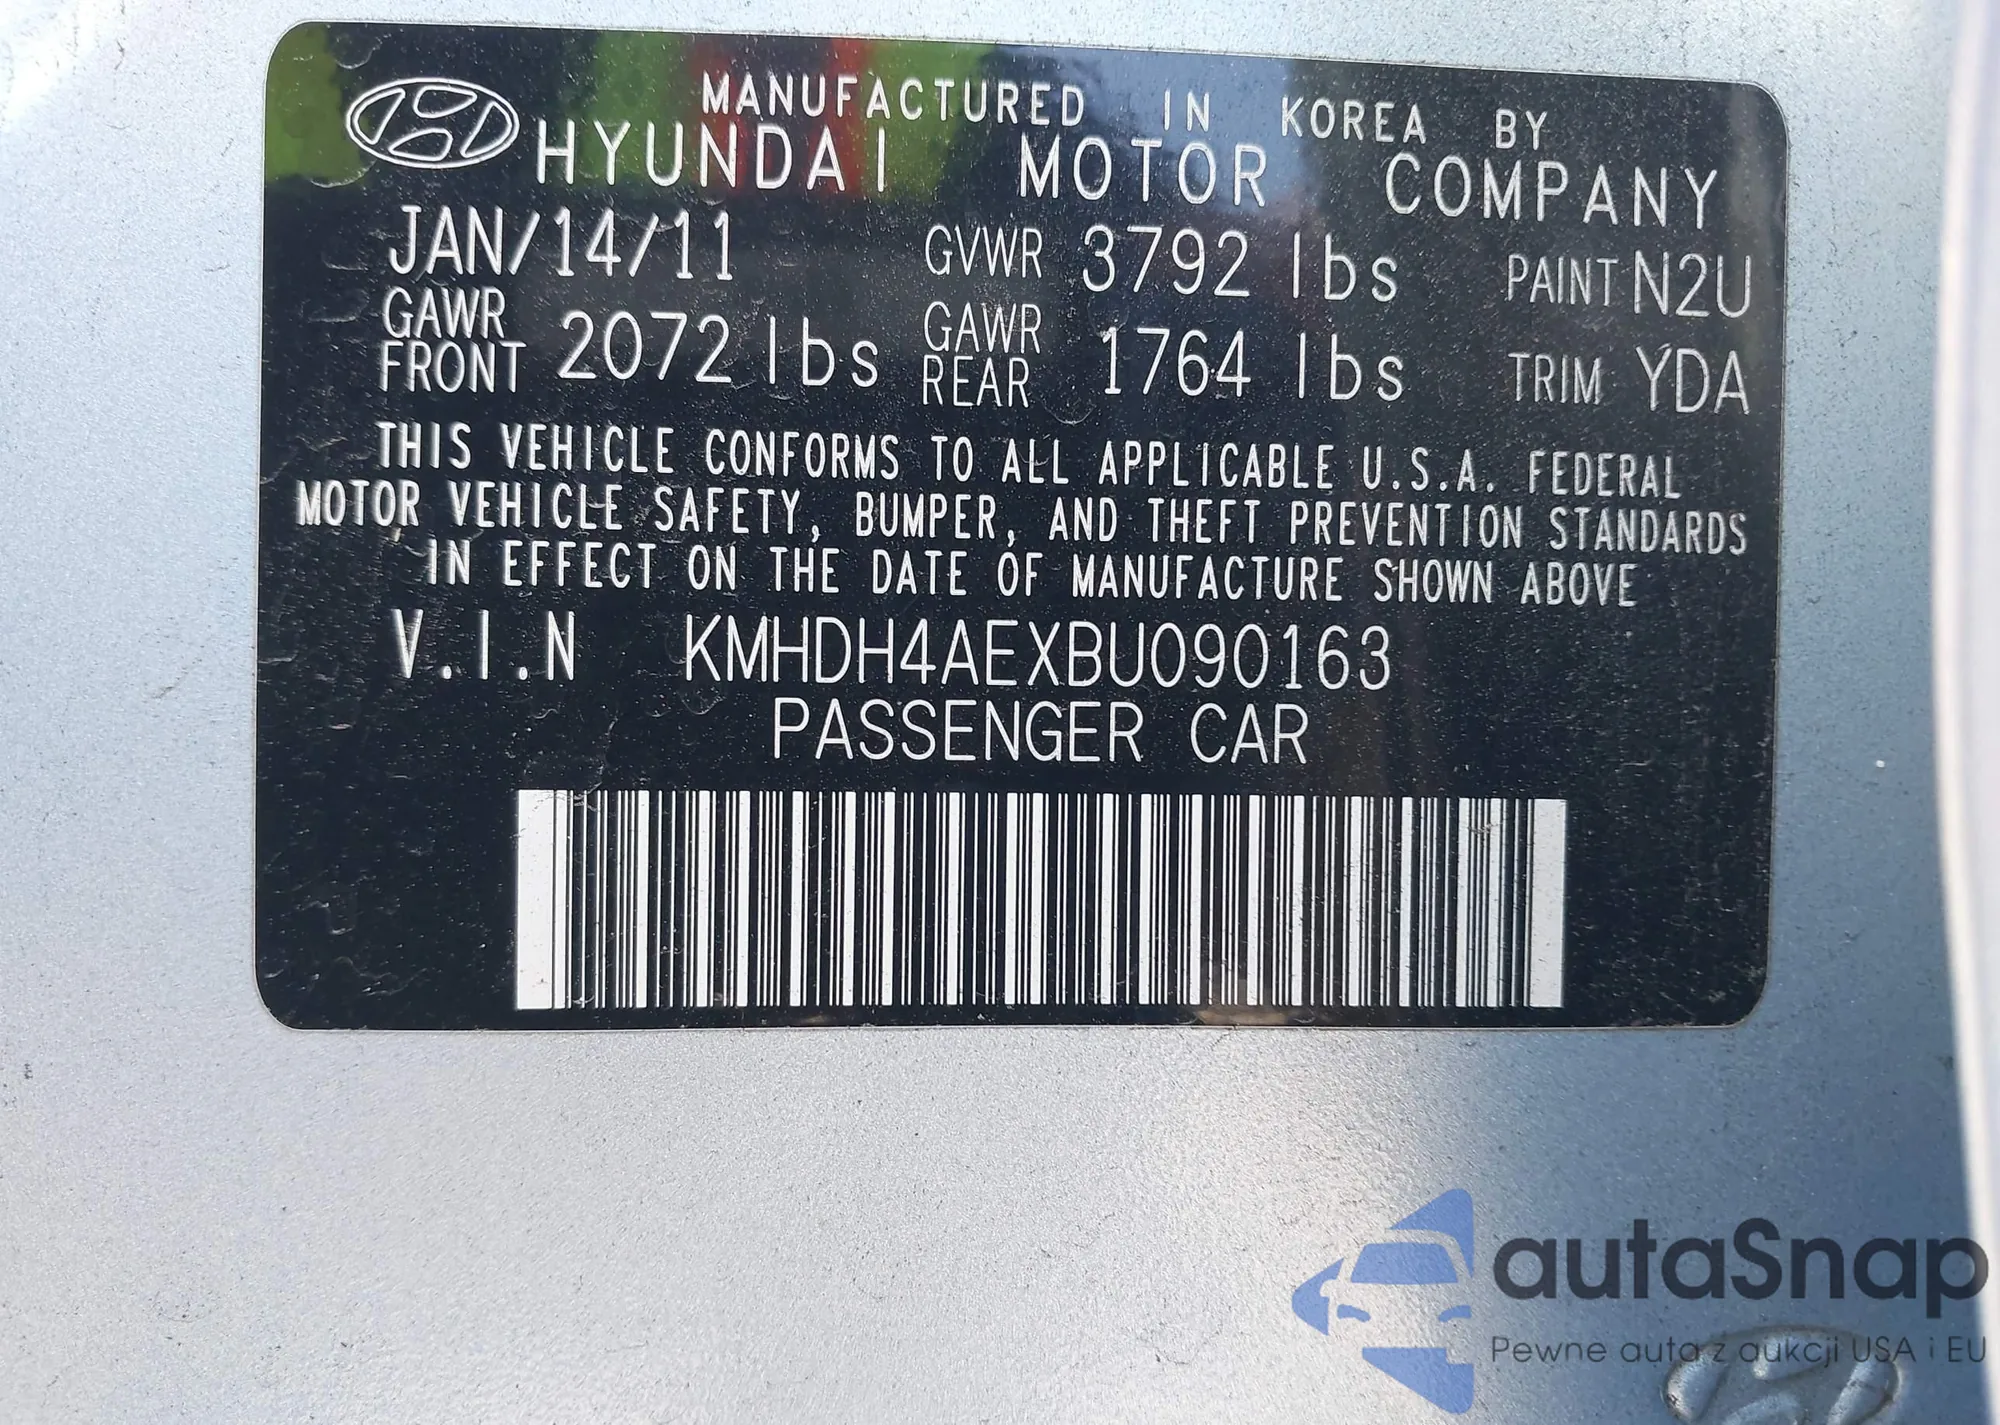 MANUFACTURED IN KOREA BY
HYUNDAI MOTOR COMPANY
JAN/14/11 GVWR 3792 lbs PAINT N2U
GAWR FRONT 2072 lbs GAWR REAR 1764 lbs TRIM YDA
THIS VEHICLE CONFORMS TO ALL APPLICABLE U.S.A. FEDERAL
MOTOR VEHICLE SAFETY, BUMPER, AND THEFT PREVENTION STANDARDS
IN EFFECT ON THE DATE OF MANUFACTURE SHOWN ABOVE
V.I.N KMHDH4AEXBU090163
PASSENGER CAR
autaSnap
Pewne auta z aukcji USA i EU